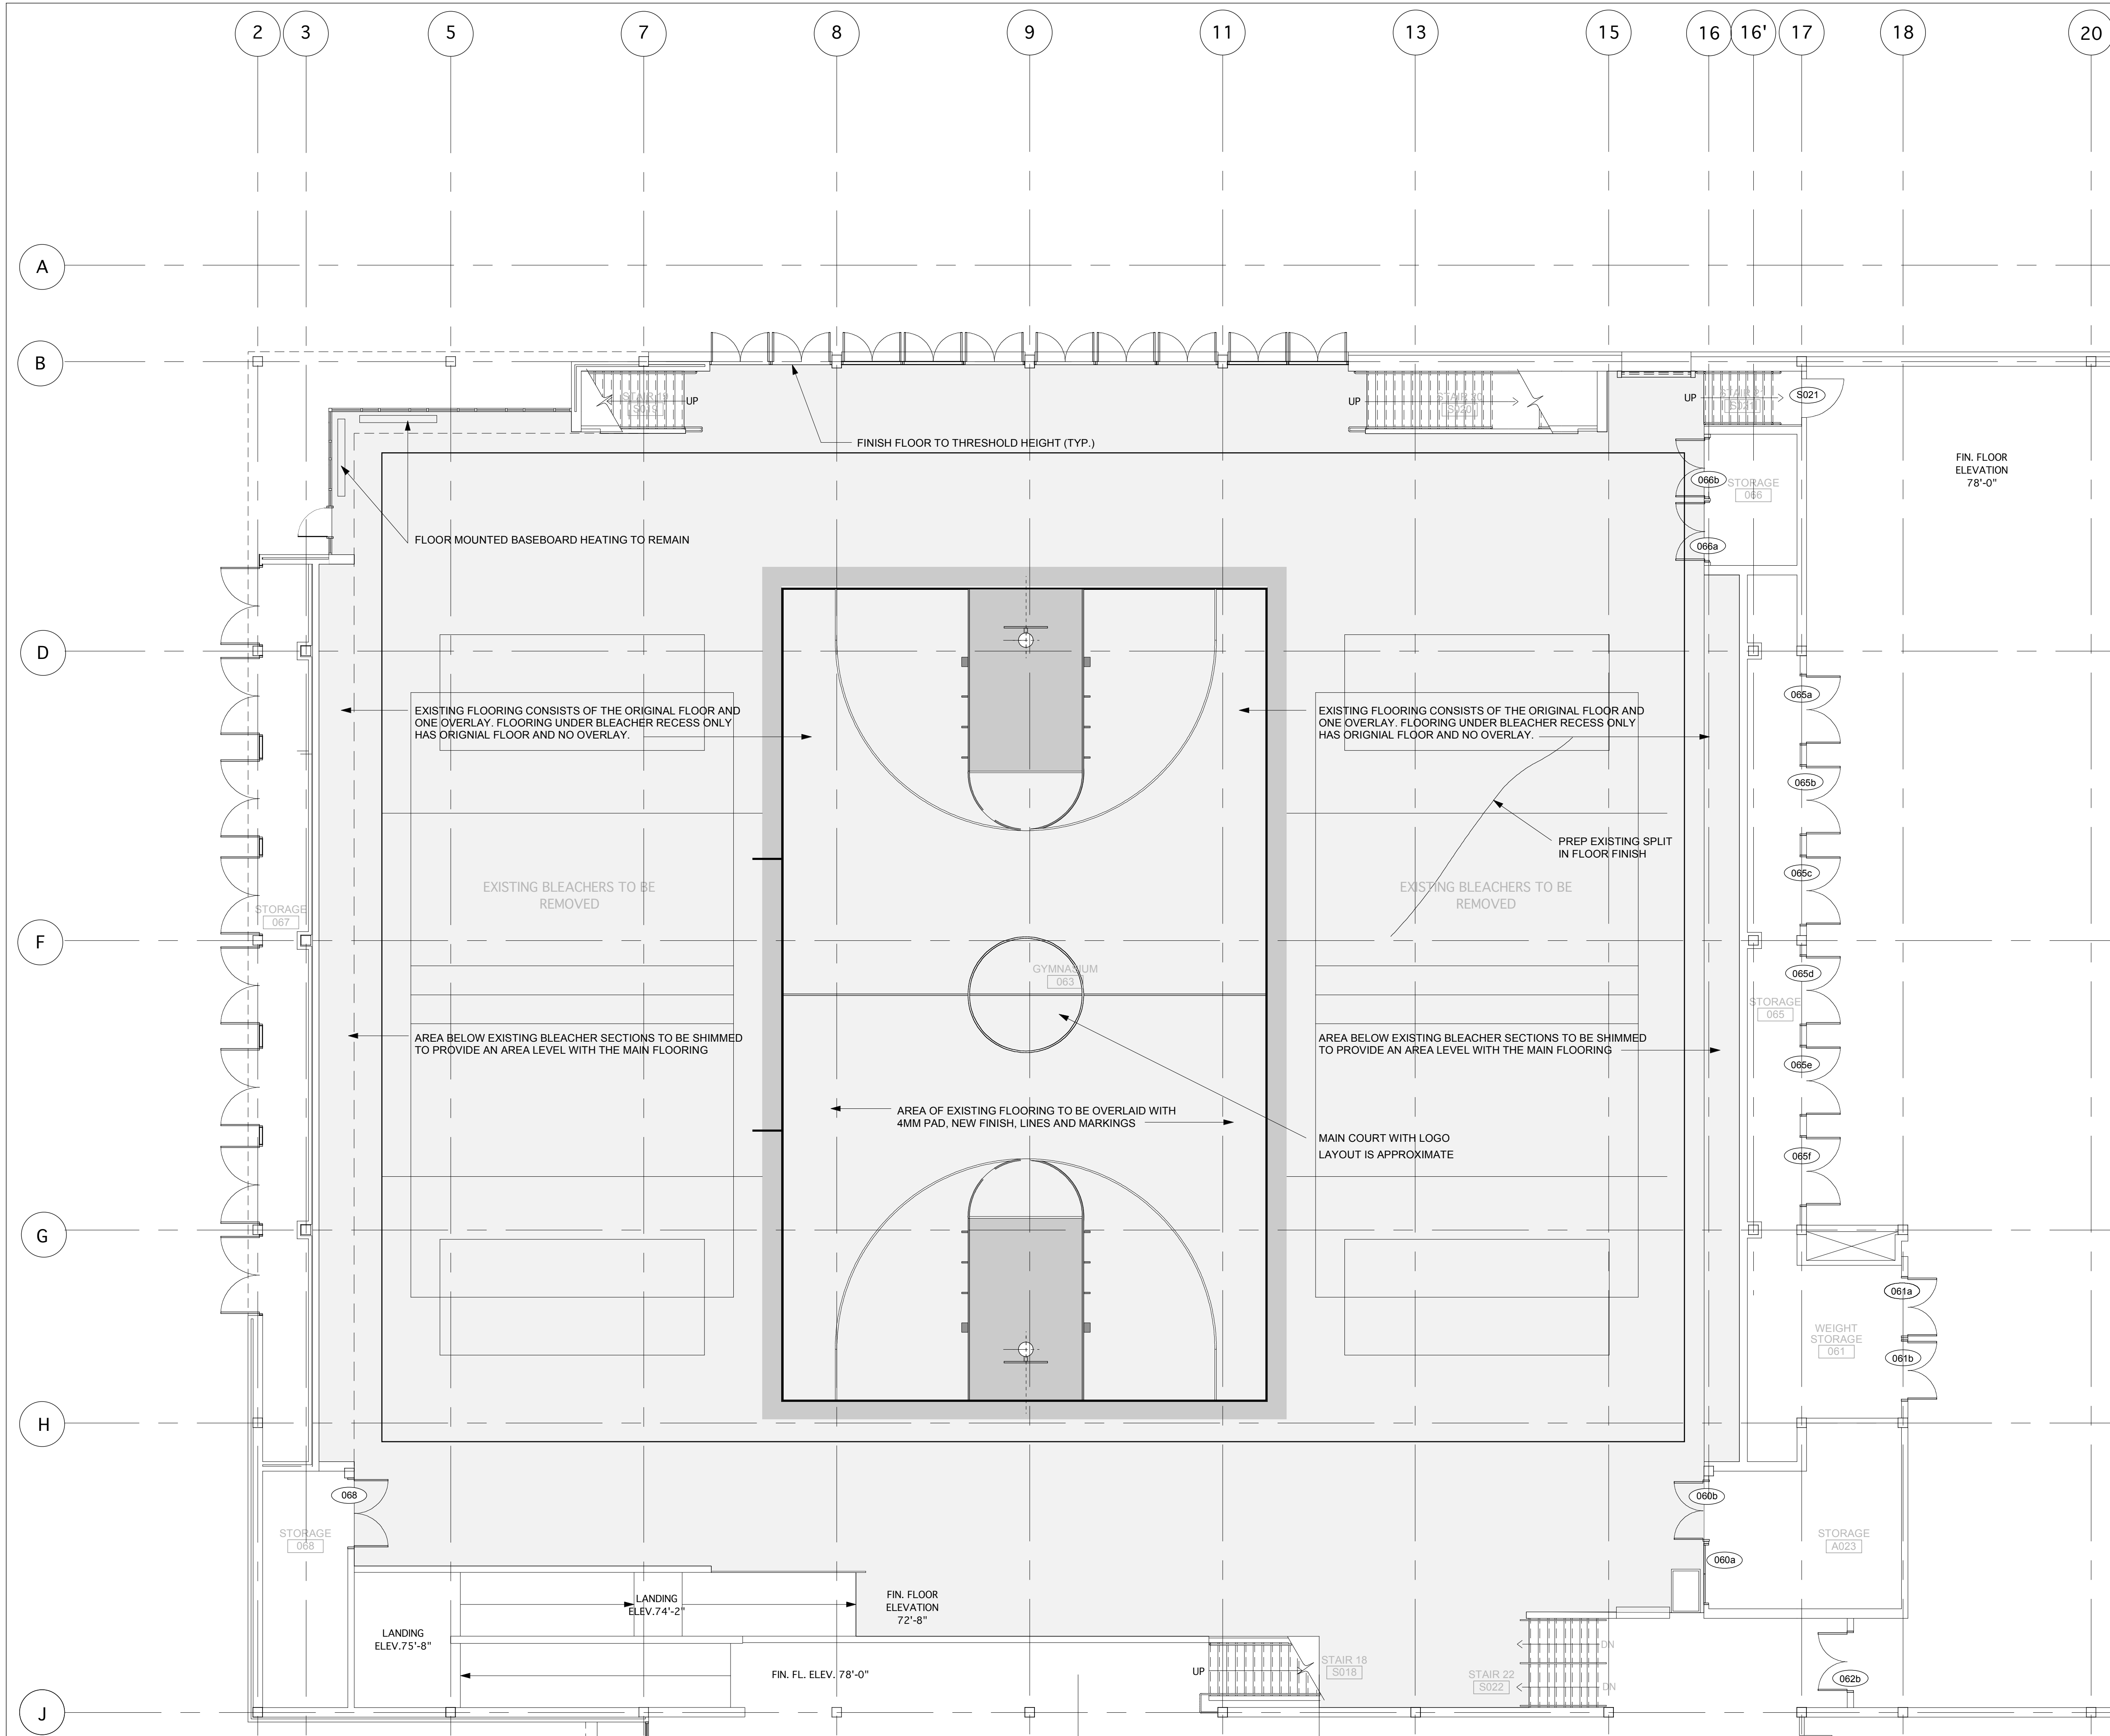 2 3 5 7 8 9 11 13 15 16 16' 17 18 20
A
B
STAIR 19
S019
UP
UP
STAIR 20
S020
UP
S021
S021
FINISH FLOOR TO THRESHOLD HEIGHT (TYP.)
FIN. FLOOR
ELEVATION
78'-0"
066b
STORAGE
066
FLOOR MOUNTED BASEBOARD HEATING TO REMAIN
066a
D
065a
EXISTING FLOORING CONSISTS OF THE ORIGINAL FLOOR AND
ONE OVERLAY. FLOORING UNDER BLEACHER RECESS ONLY
HAS ORIGNIAL FLOOR AND NO OVERLAY.
EXISTING FLOORING CONSISTS OF THE ORIGINAL FLOOR AND
ONE OVERLAY. FLOORING UNDER BLEACHER RECESS ONLY
HAS ORIGNIAL FLOOR AND NO OVERLAY.
065b
PREP EXISTING SPLIT
IN FLOOR FINISH
065c
EXISTING BLEACHERS TO BE
REMOVED
EXISTING BLEACHERS TO BE
REMOVED
STORAGE
067
F
GYMNASIUM
063
065d
STORAGE
065
AREA BELOW EXISTING BLEACHER SECTIONS TO BE SHIMMED
TO PROVIDE AN AREA LEVEL WITH THE MAIN FLOORING
AREA BELOW EXISTING BLEACHER SECTIONS TO BE SHIMMED
TO PROVIDE AN AREA LEVEL WITH THE MAIN FLOORING
065e
AREA OF EXISTING FLOORING TO BE OVERLAID WITH
4MM PAD, NEW FINISH, LINES AND MARKINGS
MAIN COURT WITH LOGO
LAYOUT IS APPROXIMATE
065f
G
061a
WEIGHT
STORAGE
061
061b
H
068
060b
STORAGE
068
STORAGE
A023
060a
LANDING
ELEV.74'-2"
FIN. FLOOR
ELEVATION
72'-8"
LANDING
ELEV.75'-8"
FIN. FL. ELEV. 78'-0"
UP
STAIR 18
S018
STAIR 22
S022
DN
DN
062b
J